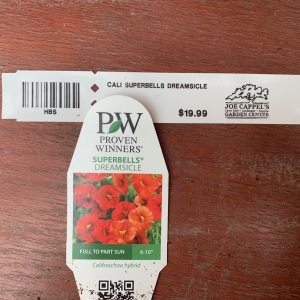 CALI SUPERBELLS DREAMSICLE
HBS
$19.99
JOE CAPPEL'S
GARDEN CENTER
PW
PROVEN
WINNERS®
SUPERBELLS®
DREAMSICLE
FULL TO PART SUN
6-10"
Calibrachoa hybrid